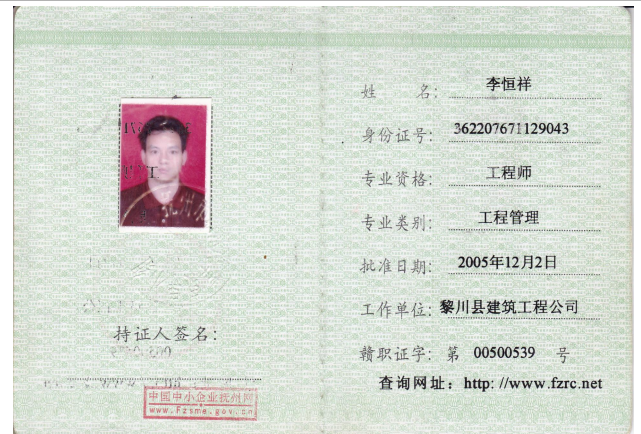 持证人签名:
中国中小企业抚州网
www.Fzsme.gov.cn
姓 名: 李恒祥
身份证号: 362207671129043
专业资格: 工程师
专业类别: 工程管理
批准日期: 2005年12月2日
工作单位: 黎川县建筑工程公司
赣职证字: 第 00500539 号
查询网址: http: //www.fzrc.net